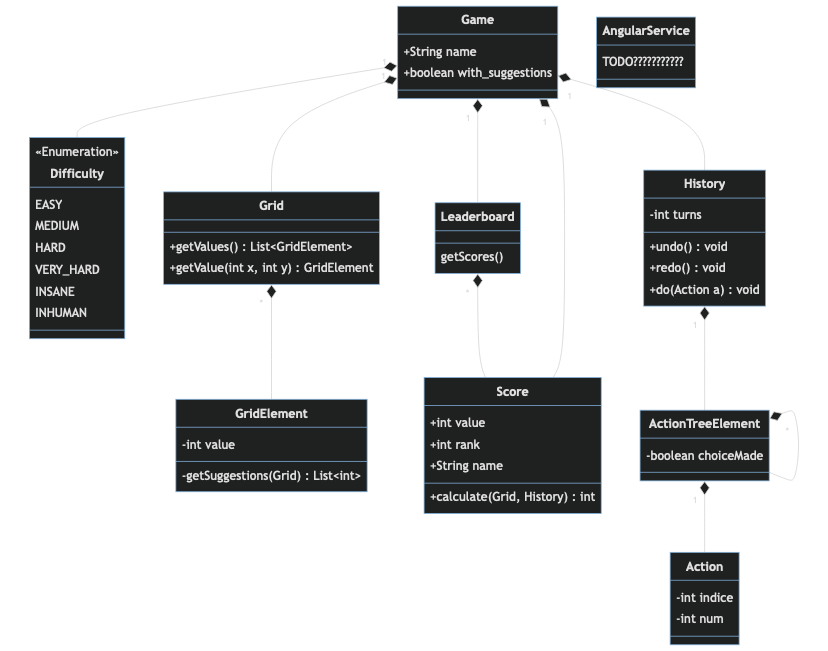 Game
+String name
+boolean with_suggestions
AngularService
TODO???????????
1
1
1
1
1
«Enumeration»
Difficulty
EASY
MEDIUM
HARD
VERY_HARD
INSANE
INHUMAN
Grid
+getValues() : List<GridElement>
+getValue(int x, int y) : GridElement
*
Leaderboard
getScores()
*
History
-int turns
+undo() : void
+redo() : void
+do(Action a) : void
1
GridElement
-int value
-getSuggestions(Grid) : List<int>
Score
+int value
+int rank
+String name
+calculate(Grid, History) : int
ActionTreeElement
-boolean choiceMade
*
1
Action
-int indice
-int num